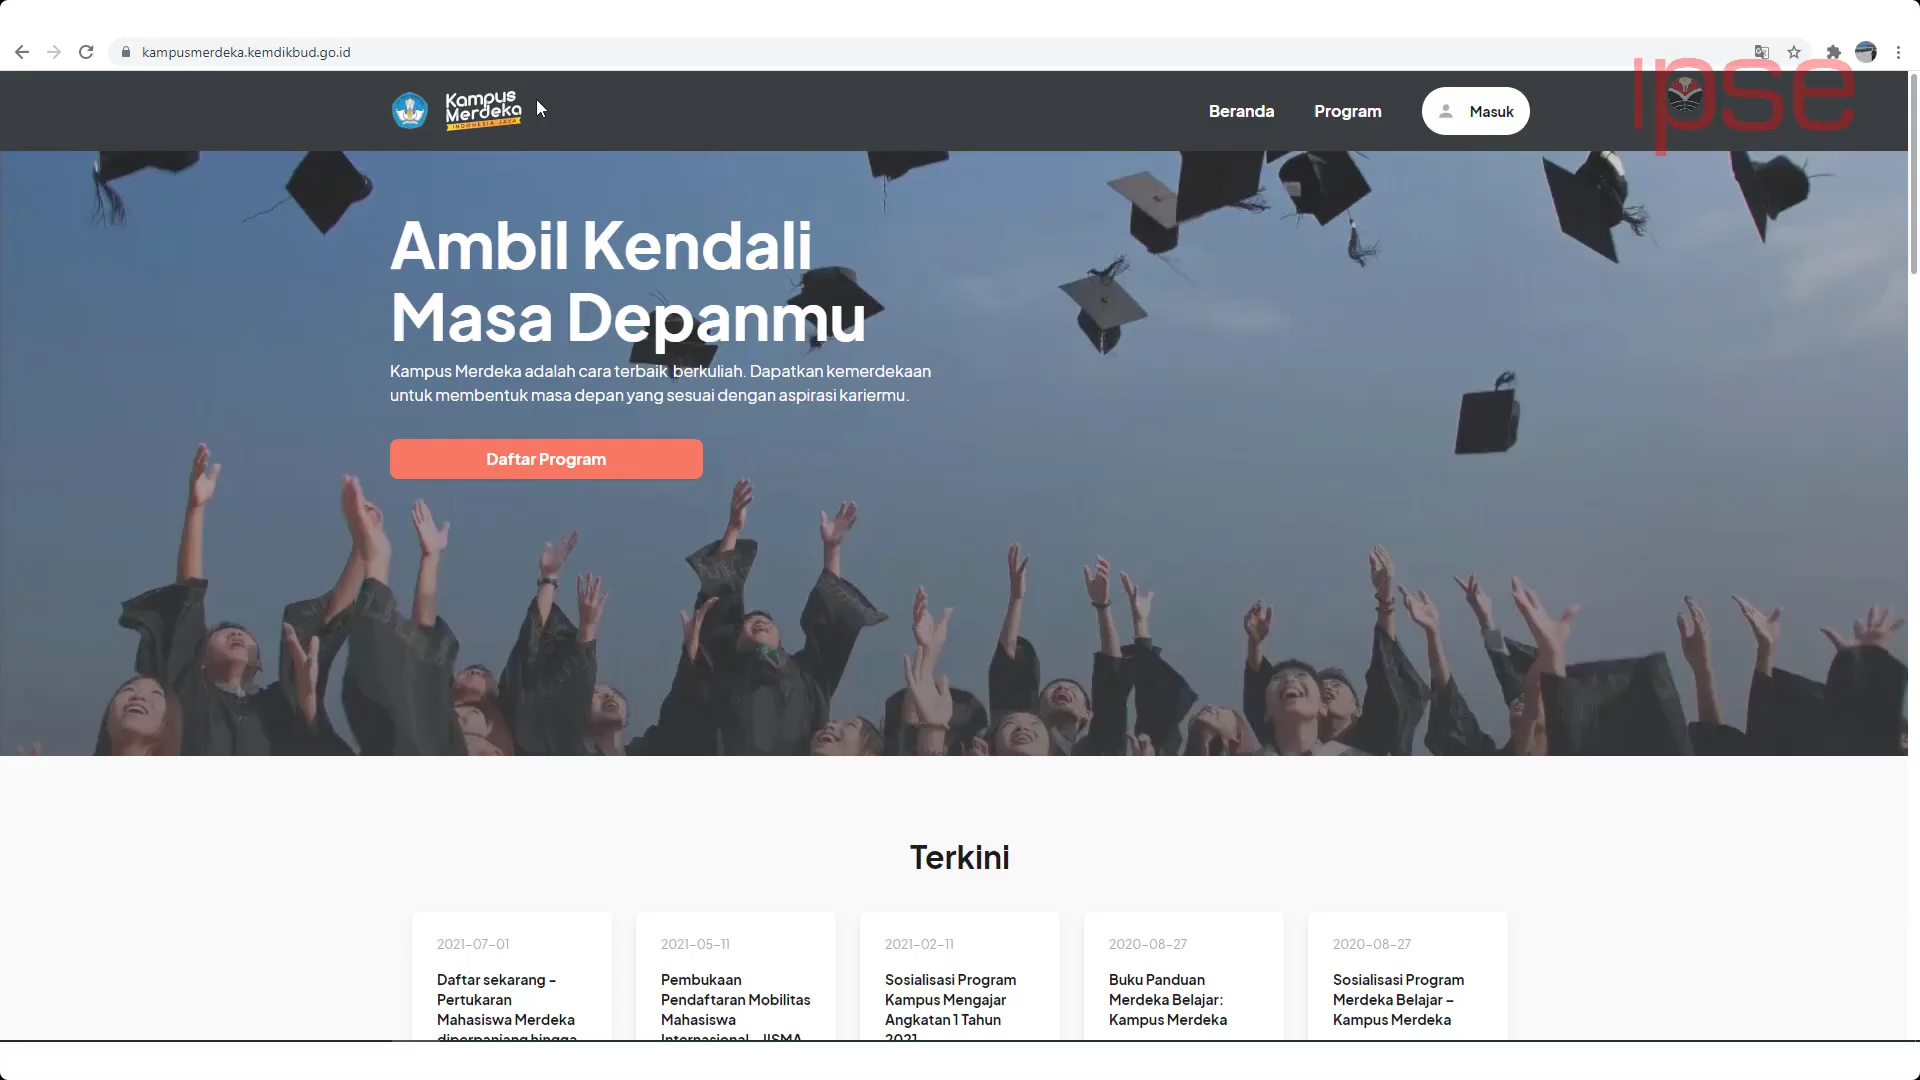 kampusmerdeka.kemdikbud.go.id
Kampus
Merdeka
INDONESIA JAYA
Beranda
Program
Masuk
ipse
Ambil Kendali
Masa Depanmu
Kampus Merdeka adalah cara terbaik berkuliah. Dapatkan kemerdekaan
untuk membentuk masa depan yang sesuai dengan aspirasi kariermu.
Daftar Program
Terkini
2021-07-01
Daftar sekarang -
Pertukaran
Mahasiswa Merdeka
diperpanjang hingga
2021-05-11
Pembukaan
Pendaftaran Mobilitas
Mahasiswa
Internasional - IISMA
2021-02-11
Sosialisasi Program
Kampus Mengajar
Angkatan 1 Tahun
2021
2020-08-27
Buku Panduan
Merdeka Belajar:
Kampus Merdeka
2020-08-27
Sosialisasi Program
Merdeka Belajar –
Kampus Merdeka